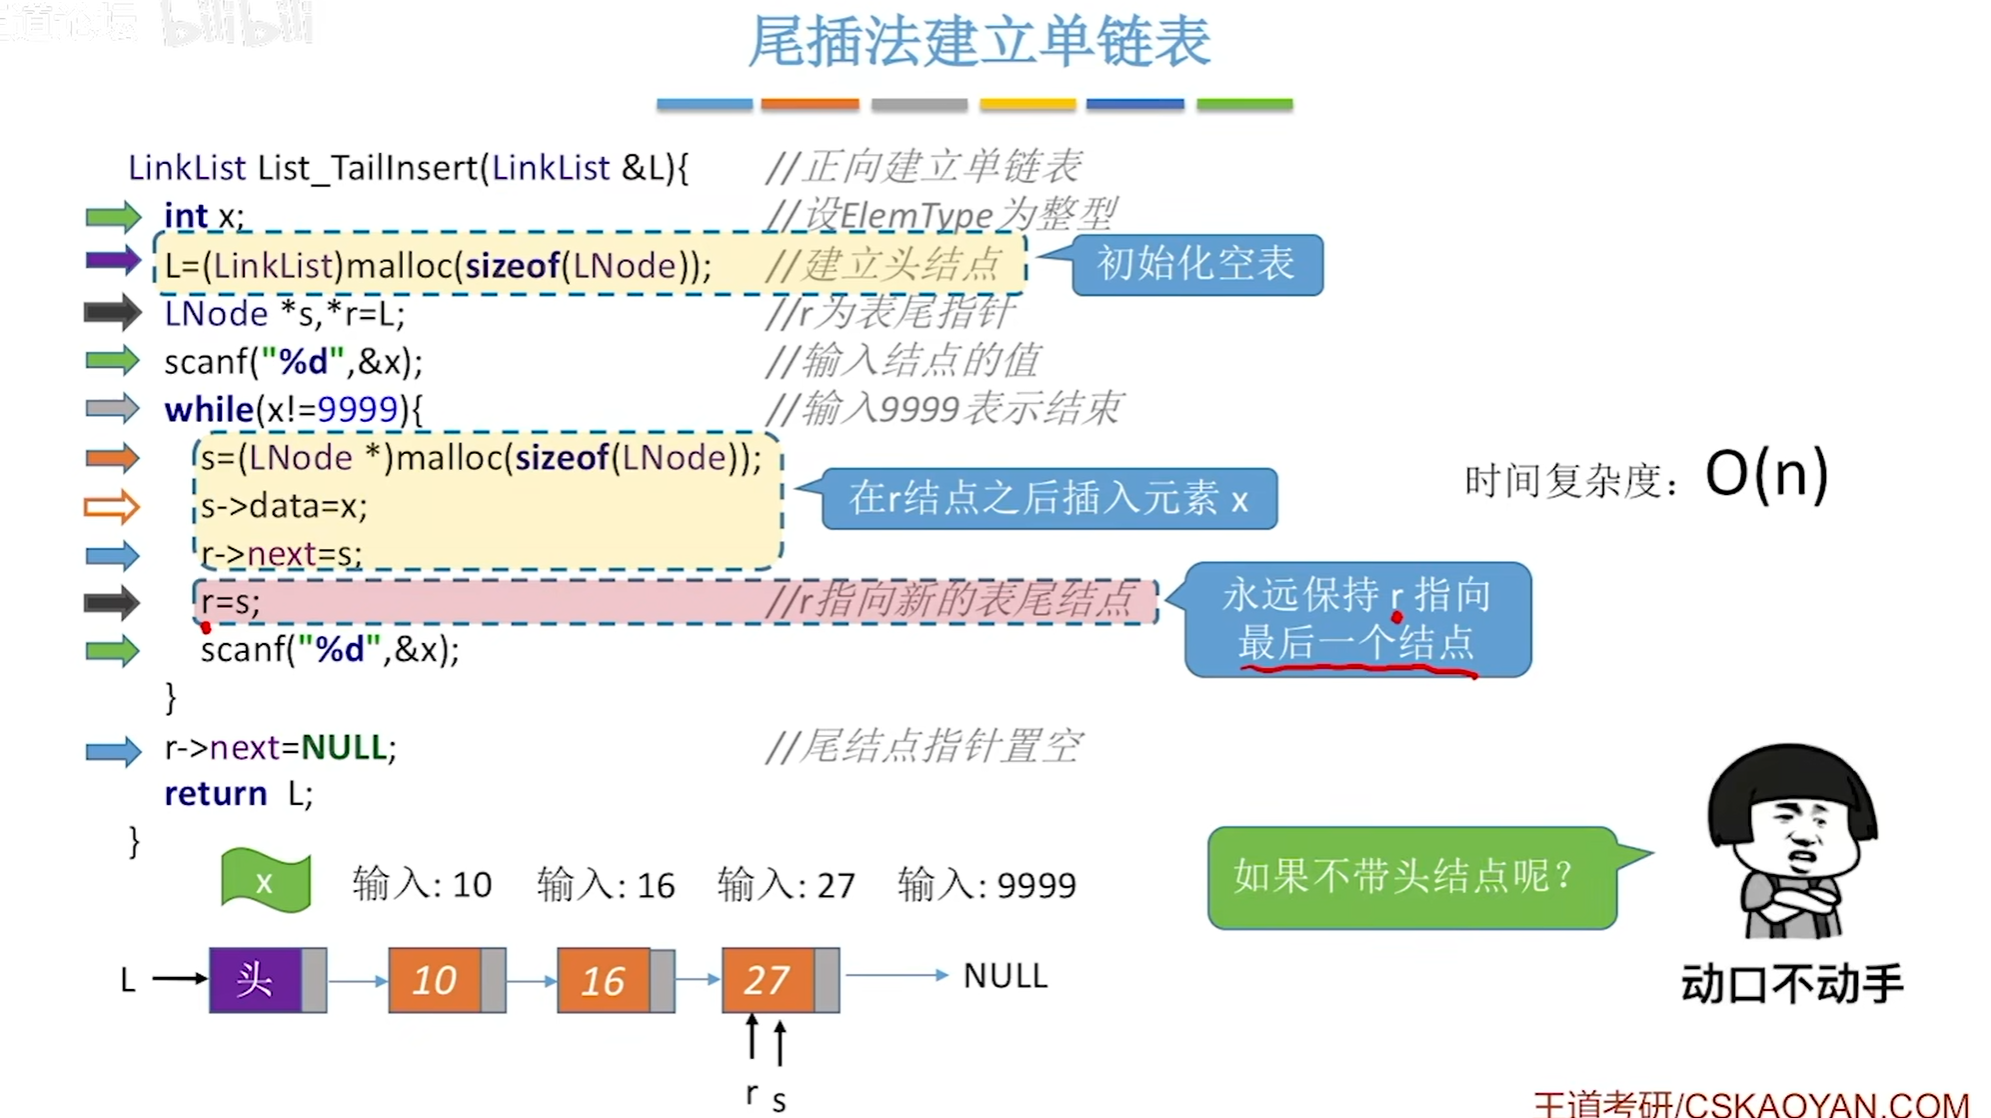 bilibili
尾插法建立单链表
LinkList List_TailInsert(LinkList &L){ //正向建立单链表
int x; //设ElemType为整型
L=(LinkList)malloc(sizeof(LNode)); //建立头结点 初始化空表
LNode *s,*r=L; //r为表尾指针
scanf("%d",&x); //输入结点的值
while(x!=9999){ //输入9999表示结束
s=(LNode *)malloc(sizeof(LNode));
s->data=x;
r->next=s;
在r结点之后插入元素 x
时间复杂度：O(n)
r=s; //r指向新的表尾结点
永远保持 r 指向
最后一个结点
scanf("%d",&x);
}
r->next=NULL; //尾结点指针置空
return L;
}
x 输入: 10 输入: 16 输入: 27 输入: 9999
如果不带头结点呢？
动口不动手
L 头 10 16 27 NULL
r s
王道考研/CSKAOYAN.COM